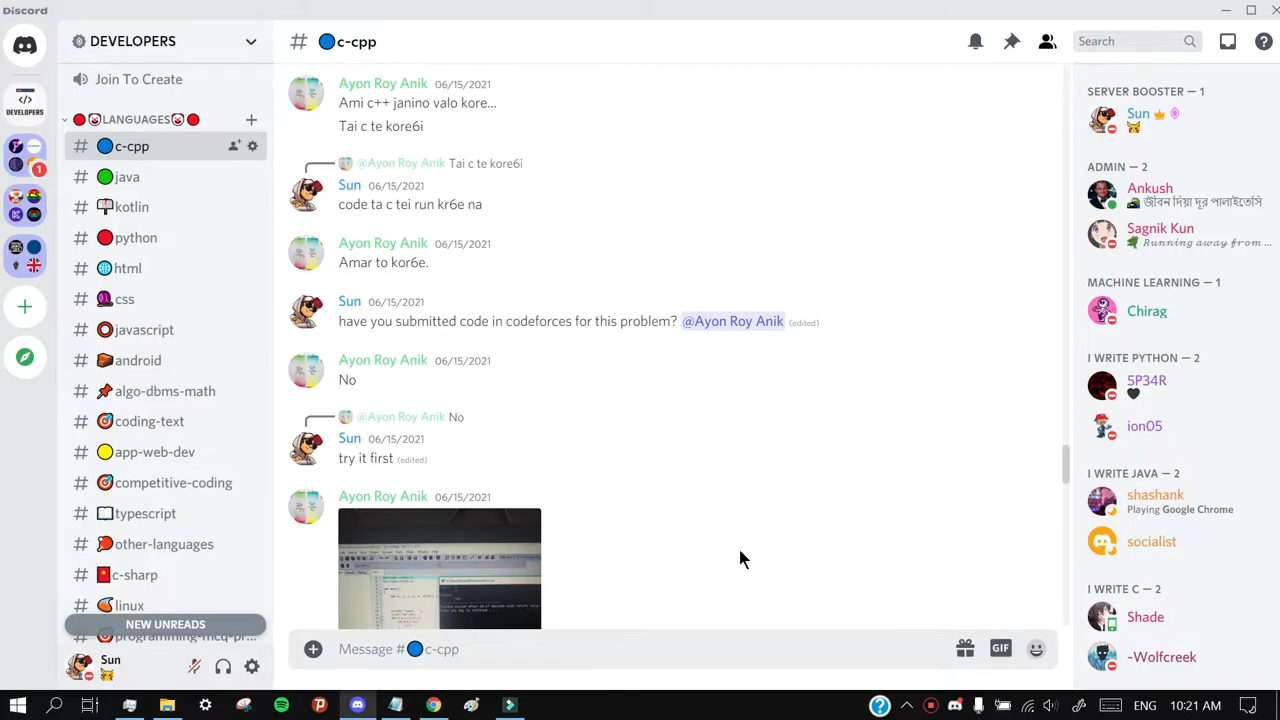 Discord
DEVELOPERS
Join To Create
LANGUAGES
c-cpp
java
kotlin
python
html
css
javascript
android
algo-dbms-math
coding-text
app-web-dev
competitive-coding
typescript
other-languages
c-sharp
linux
NEW UNREADS
programming-mcq-pr...
Sun
DEVELOPERS
1
c-cpp
Search
Ayon Roy Anik 06/15/2021
Ami c++ janino valo kore...
Tai c te kore6i
@Ayon Roy Anik Tai c te kore6i
Sun 06/15/2021
code ta c tei run kr6e na
Ayon Roy Anik 06/15/2021
Amar to kor6e.
Sun 06/15/2021
have you submitted code in codeforces for this problem? @Ayon Roy Anik (edited)
Ayon Roy Anik 06/15/2021
No
@Ayon Roy Anik No
Sun 06/15/2021
try it first (edited)
Ayon Roy Anik 06/15/2021
Message #c-cpp
GIF
SERVER BOOSTER — 1
Sun
ADMIN — 2
Ankush
জীবন দিয়া দূর পালাইতেসি
Sagnik Kun
Running away from ...
MACHINE LEARNING — 1
Chirag
I WRITE PYTHON — 2
5P34R
ion05
I WRITE JAVA — 2
shashank
Playing Google Chrome
socialist
I WRITE C — 2
Shade
~Wolfcreek
ENG
10:21 AM